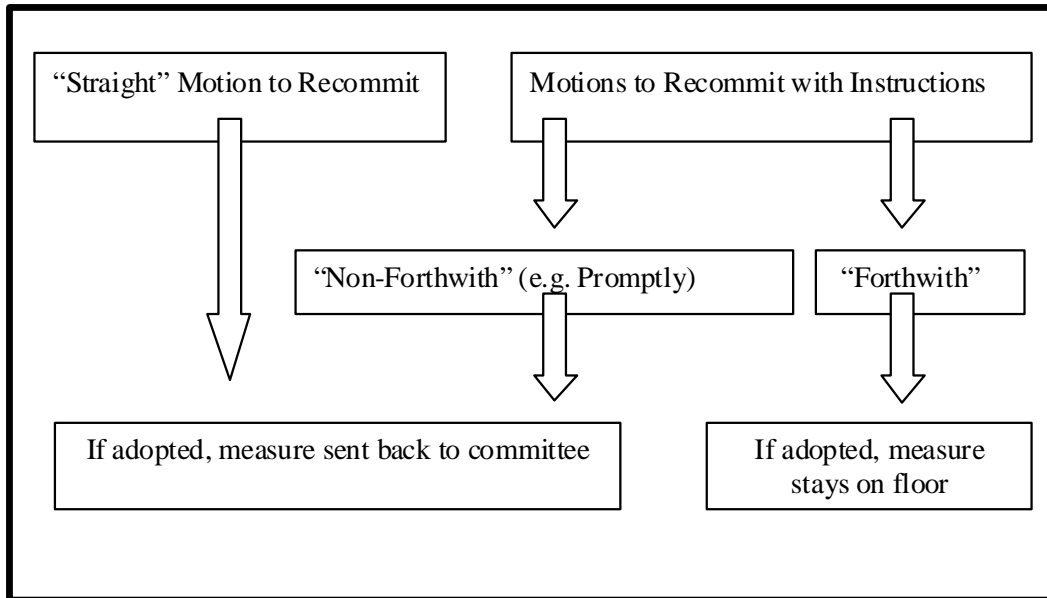 “Straight” Motion to Recommit
Motions to Recommit with Instructions
“Non-Forthwith” (e.g. Promptly)
“Forthwith”
If adopted, measure sent back to committee
If adopted, measure
stays on floor